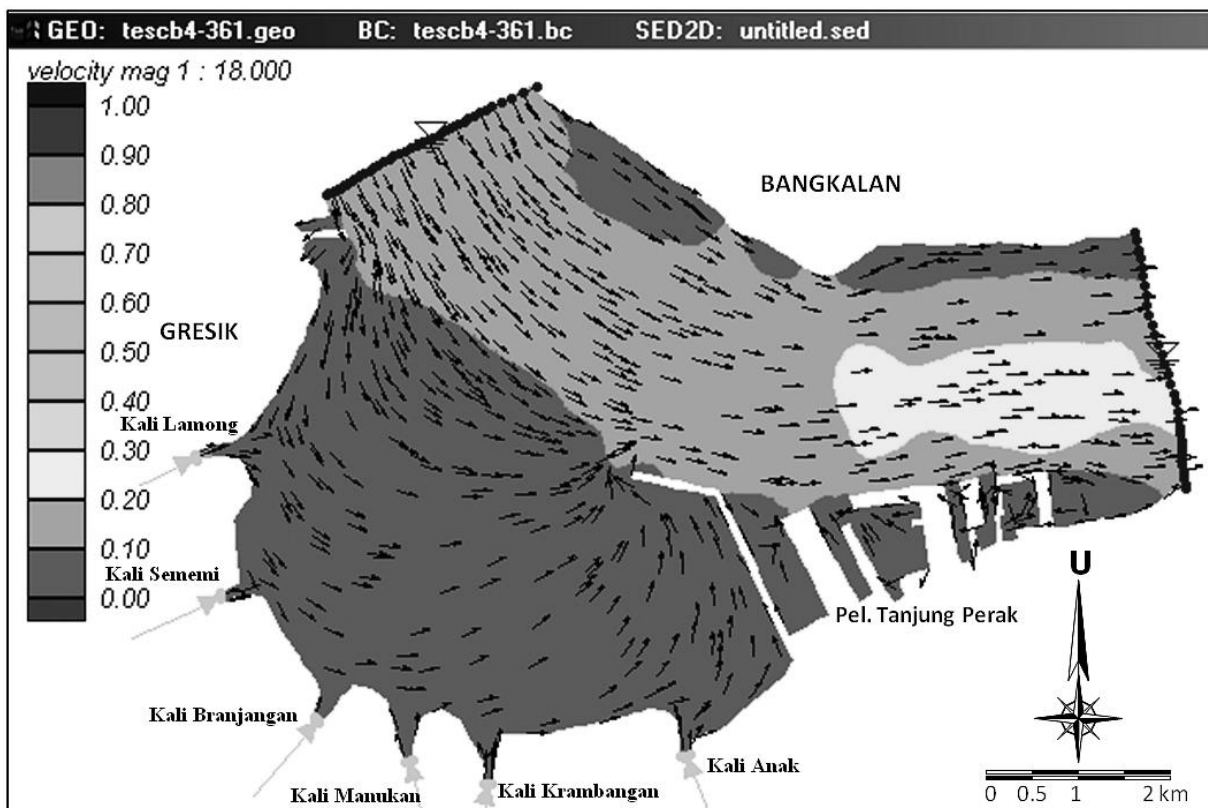 GEO: tescb4-361.geo BC: tescb4-361.bc SED2D: untitled.sed
velocity mag 1 : 18.000
1.00
0.90
0.80
0.70
0.60
0.50
0.40
0.30
0.20
0.10
0.00
BANGKALAN
GRESIK
Kali Lamong
Kali Sememi
Kali Branjangan
Kali Manukan
Kali Krambangan
Kali Anak
Pel. Tanjung Perak
U
0 0.5 1 2 km